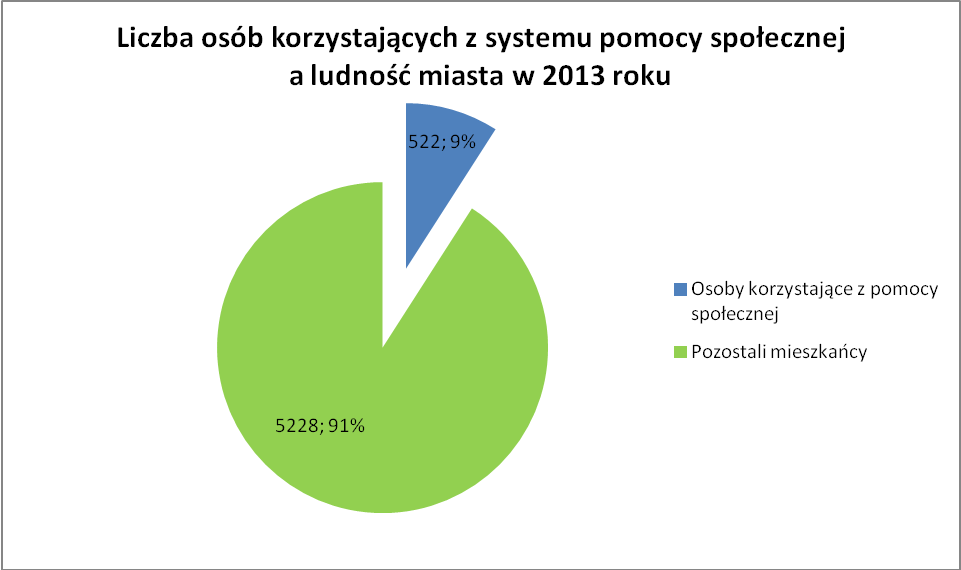 Liczba osób korzystających z systemu pomocy społecznej
a ludność miasta w 2013 roku
522; 9%
5228; 91%
Osoby korzystające z pomocy
społecznej
Pozostali mieszkańcy